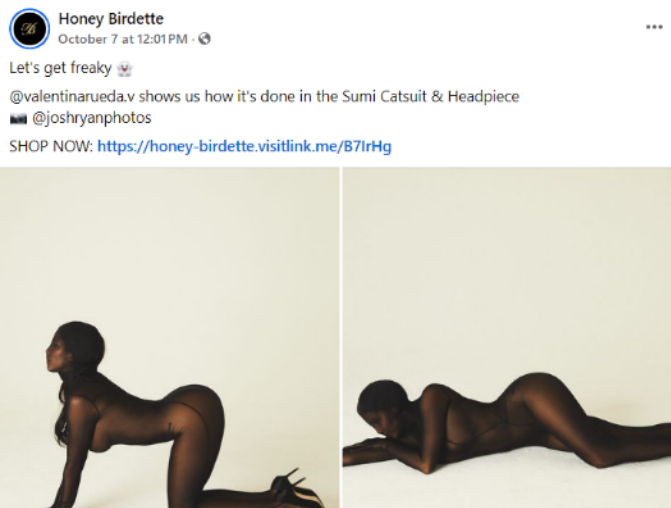 Honey Birdette
October 7 at 12:01 PM ·
Let's get freaky 👻
@valentinarueda.v shows us how it's done in the Sumi Catsuit & Headpiece
📷 @joshryanphotos
SHOP NOW: https://honey-birdette.visitlink.me/B7IrHg